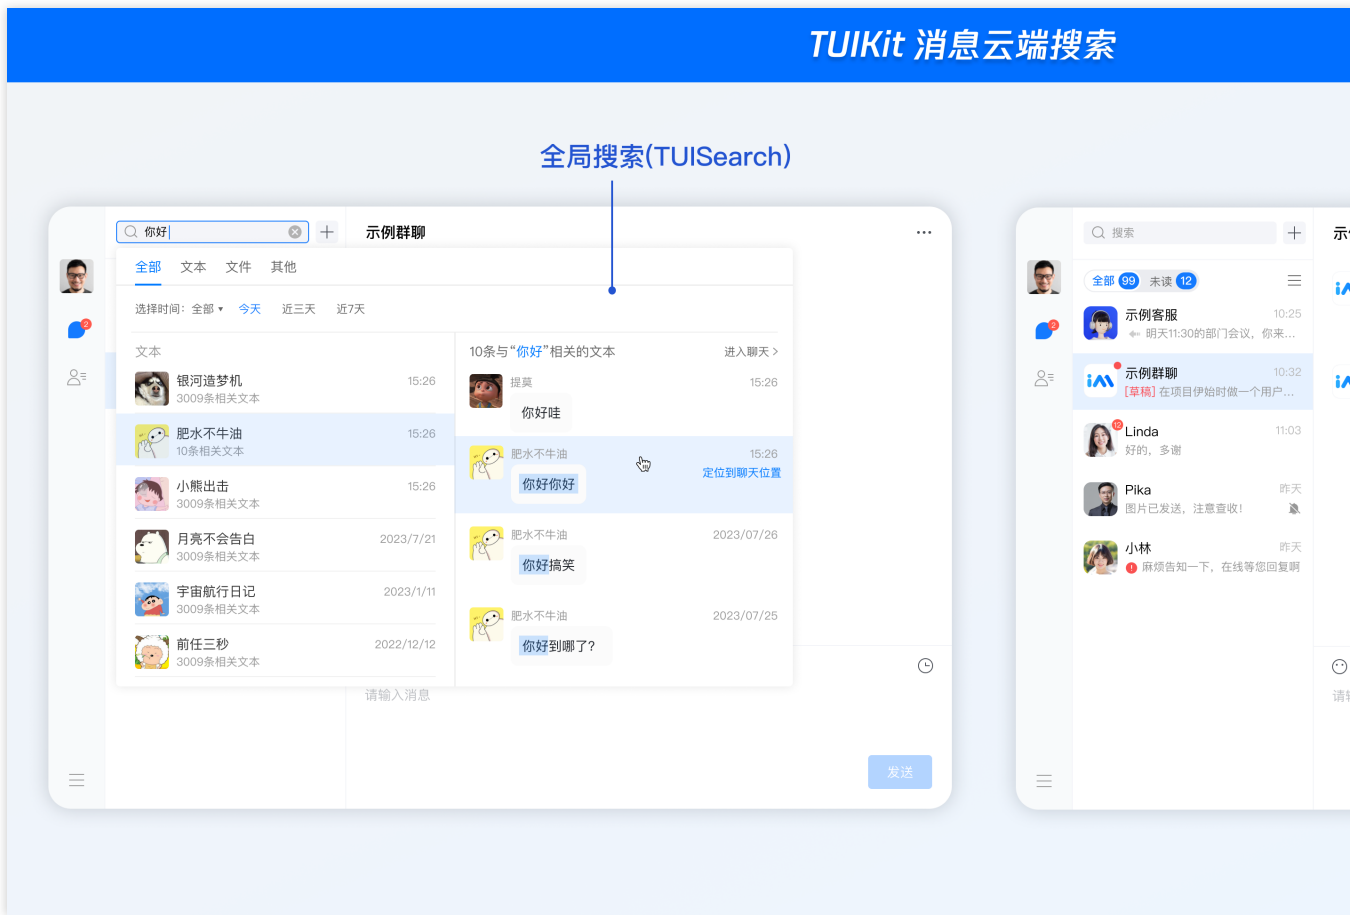 TUIKit 消息云端搜索
全局搜索(TUISearch)
你好
示例群聊
全部 文本 文件 其他
选择时间：全部 今天 近三天 近7天
文本
银河造梦机 15:26
3009条相关文本
肥水不牛油 15:26
10条相关文本
小熊出击 15:26
3009条相关文本
月亮不会告白 2023/7/21
3009条相关文本
宇宙航行日记 2023/1/11
3009条相关文本
前任三秒 2022/12/12
3009条相关文本
10条与“你好”相关的文本 进入聊天
提莫 15:26
你好哇
肥水不牛油 15:26
定位到聊天位置
你好你好
肥水不牛油 2023/07/26
你好搞笑
肥水不牛油 2023/07/25
你好到哪了?
请输入消息
发送
2
搜索
示
全部 99 未读 12
示例客服 10:25
明天11:30的部门会议，你来...
示例群聊 10:32
[草稿] 在项目伊始时做一个用户...
12
Linda 11:03
好的，多谢
Pika 昨天
图片已发送，注意查收！
小林 昨天
麻烦告知一下，在线等您回复啊
2
请